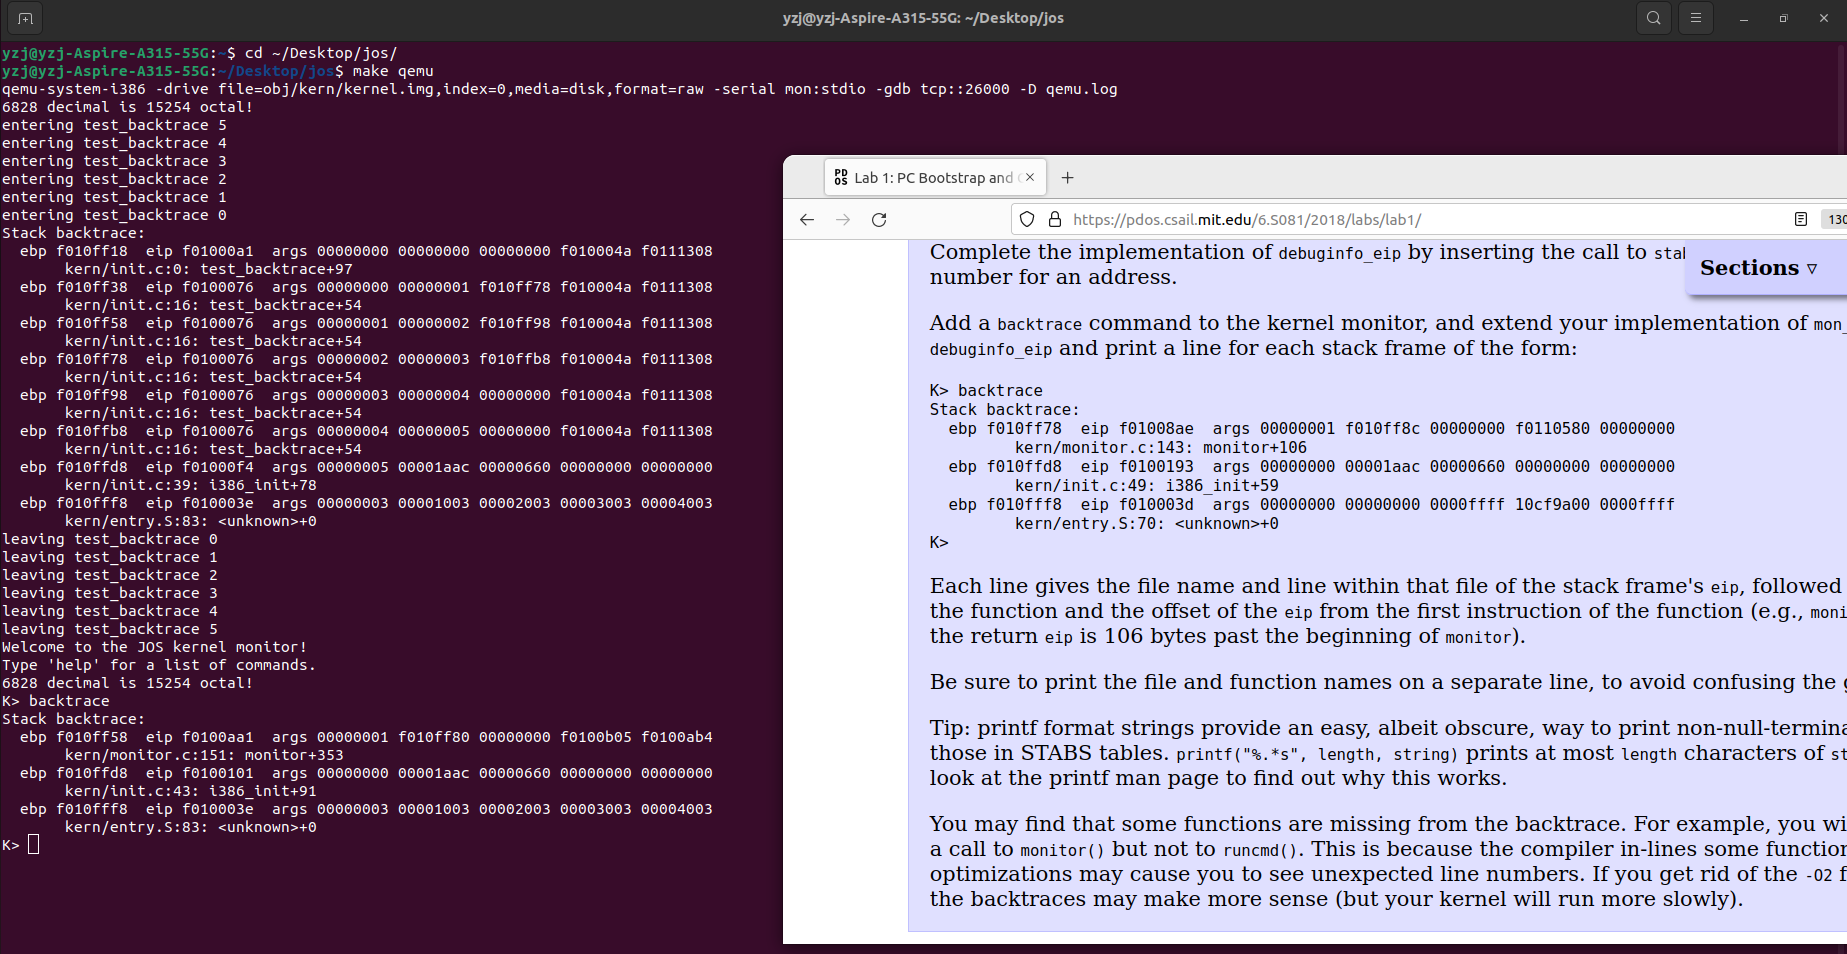 yzj@yzj-Aspire-A315-55G: ~/Desktop/jos
yzj@yzj-Aspire-A315-55G:~$ cd ~/Desktop/jos/
yzj@yzj-Aspire-A315-55G:~/Desktop/jos$ make qemu
qemu-system-i386 -drive file=obj/kern/kernel.img,index=0,media=disk,format=raw -serial mon:stdio -gdb tcp::26000 -D qemu.log
6828 decimal is 15254 octal!
entering test_backtrace 5
entering test_backtrace 4
entering test_backtrace 3
entering test_backtrace 2
entering test_backtrace 1
entering test_backtrace 0
Stack backtrace:
  ebp f010ff18  eip f01000a1  args 00000000 00000000 00000000 f010004a f0111308
       kern/init.c:0: test_backtrace+97
  ebp f010ff38  eip f0100076  args 00000000 00000001 f010ff78 f010004a f0111308
       kern/init.c:16: test_backtrace+54
  ebp f010ff58  eip f0100076  args 00000001 00000002 f010ff98 f010004a f0111308
       kern/init.c:16: test_backtrace+54
  ebp f010ff78  eip f0100076  args 00000002 00000003 f010ffb8 f010004a f0111308
       kern/init.c:16: test_backtrace+54
  ebp f010ff98  eip f0100076  args 00000003 00000004 00000000 f010004a f0111308
       kern/init.c:16: test_backtrace+54
  ebp f010ffb8  eip f0100076  args 00000004 00000005 00000000 f010004a f0111308
       kern/init.c:16: test_backtrace+54
  ebp f010ffd8  eip f01000f4  args 00000005 00001aac 00000660 00000000 00000000
       kern/init.c:39: i386_init+78
  ebp f010fff8  eip f010003e  args 00000003 00001003 00002003 00003003 00004003
       kern/entry.S:83: <unknown>+0
leaving test_backtrace 0
leaving test_backtrace 1
leaving test_backtrace 2
leaving test_backtrace 3
leaving test_backtrace 4
leaving test_backtrace 5
Welcome to the JOS kernel monitor!
Type 'help' for a list of commands.
6828 decimal is 15254 octal!
K> backtrace
Stack backtrace:
  ebp f010ff58  eip f0100aa1  args 00000001 f010ff80 00000000 f0100b05 f0100ab4
       kern/monitor.c:151: monitor+353
  ebp f010ffd8  eip f0100101  args 00000000 00001aac 00000660 00000000 00000000
       kern/init.c:43: i386_init+91
  ebp f010fff8  eip f010003e  args 00000003 00001003 00002003 00003003 00004003
       kern/entry.S:83: <unknown>+0
K>
PDOS Lab 1: PC Bootstrap and
https://pdos.csail.mit.edu/6.S081/2018/labs/lab1/
130
Sections ▿
Complete the implementation of debuginfo_eip by inserting the call to
number for an address.
Add a backtrace command to the kernel monitor, and extend your implementation of mon_
debuginfo_eip and print a line for each stack frame of the form:
K> backtrace
Stack backtrace:
  ebp f010ff78  eip f01008ae  args 00000001 f010ff8c 00000000 f0110580 00000000
         kern/monitor.c:143: monitor+106
  ebp f010ffd8  eip f0100193  args 00000000 00001aac 00000660 00000000 00000000
         kern/init.c:49: i386_init+59
  ebp f010fff8  eip f010003d  args 00000000 00000000 0000ffff 10cf9a00 0000ffff
         kern/entry.S:70: <unknown>+0
K>
Each line gives the file name and line within that file of the stack frame's eip, followed
the function and the offset of the eip from the first instruction of the function (e.g., moni
the return eip is 106 bytes past the beginning of monitor).
Be sure to print the file and function names on a separate line, to avoid confusing the
Tip: printf format strings provide an easy, albeit obscure, way to print non-null-termina
those in STABS tables. printf("%.*s", length, string) prints at most length characters of st
look at the printf man page to find out why this works.
You may find that some functions are missing from the backtrace. For example, you wi
a call to monitor() but not to runcmd(). This is because the compiler in-lines some function
optimizations may cause you to see unexpected line numbers. If you get rid of the -O2
the backtraces may make more sense (but your kernel will run more slowly).